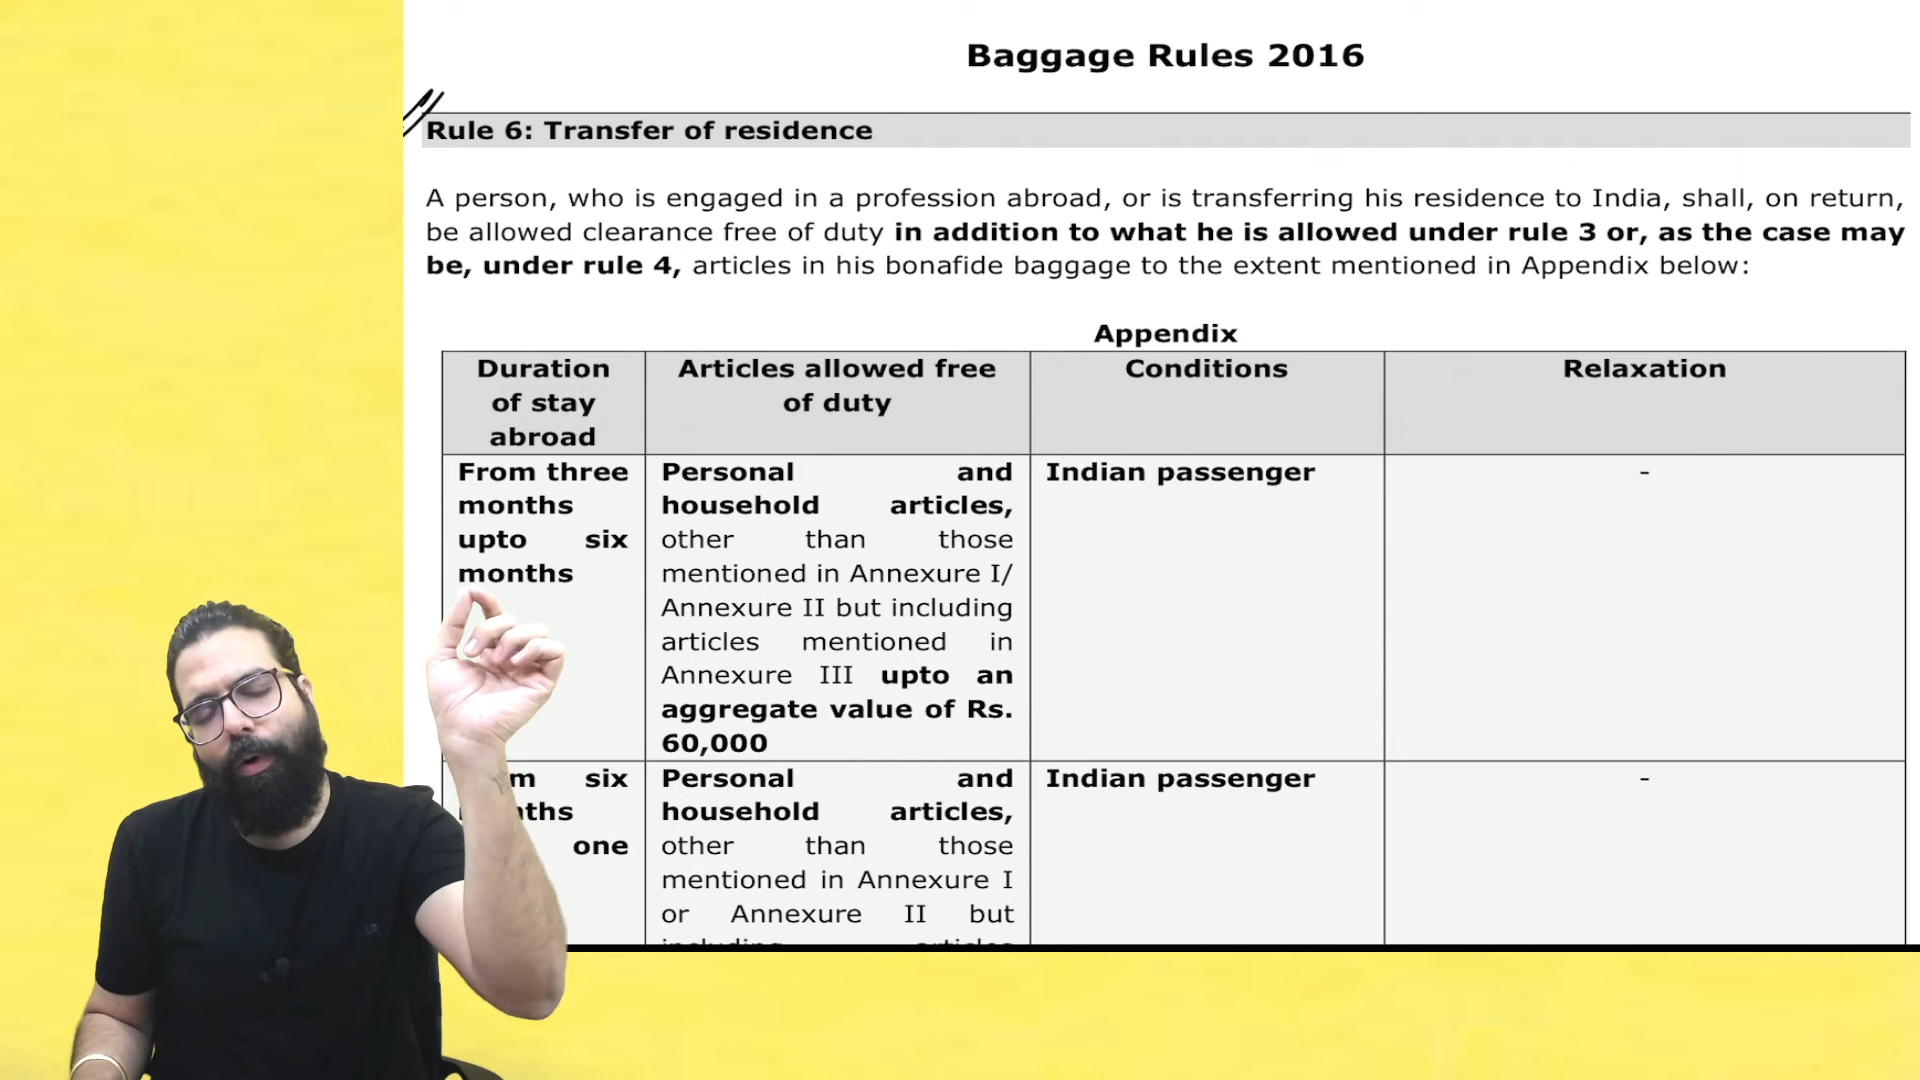 Baggage Rules 2016
Rule 6: Transfer of residence
A person, who is engaged in a profession abroad, or is transferring his residence to India, shall, on return,
be allowed clearance free of duty in addition to what he is allowed under rule 3 or, as the case may
be, under rule 4, articles in his bonafide baggage to the extent mentioned in Appendix below:
Appendix
Duration
of stay
abroad
Articles allowed free
of duty
Conditions
Relaxation
From three
months
upto six
months
Personal and
household articles,
other than those
mentioned in Annexure I/
Annexure II but including
articles mentioned in
Annexure III upto an
aggregate value of Rs.
60,000
Indian passenger
-
six
one
Personal and
household articles,
other than those
mentioned in Annexure I
or Annexure II but
including articles
Indian passenger
-